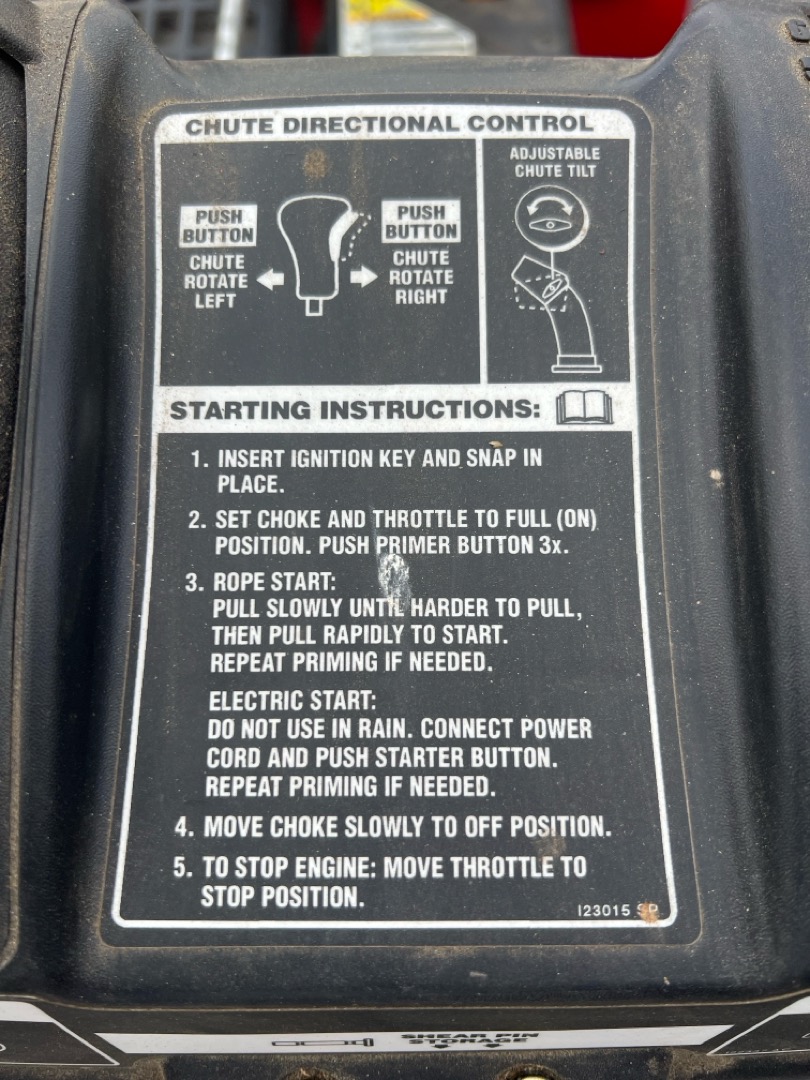 CHUTE DIRECTIONAL CONTROL
PUSH
BUTTON
CHUTE
ROTATE
LEFT
PUSH
BUTTON
CHUTE
ROTATE
RIGHT
ADJUSTABLE
CHUTE TILT
STARTING INSTRUCTIONS:
1. INSERT IGNITION KEY AND SNAP IN
PLACE.
2. SET CHOKE AND THROTTLE TO FULL (ON)
POSITION. PUSH PRIMER BUTTON 3x.
3. ROPE START:
PULL SLOWLY UNTIL HARDER TO PULL,
THEN PULL RAPIDLY TO START.
REPEAT PRIMING IF NEEDED.
ELECTRIC START:
DO NOT USE IN RAIN. CONNECT POWER
CORD AND PUSH STARTER BUTTON.
REPEAT PRIMING IF NEEDED.
4. MOVE CHOKE SLOWLY TO OFF POSITION.
5. TO STOP ENGINE: MOVE THROTTLE TO
STOP POSITION.
I23015 SP
SHEAR PIN
STORAGE